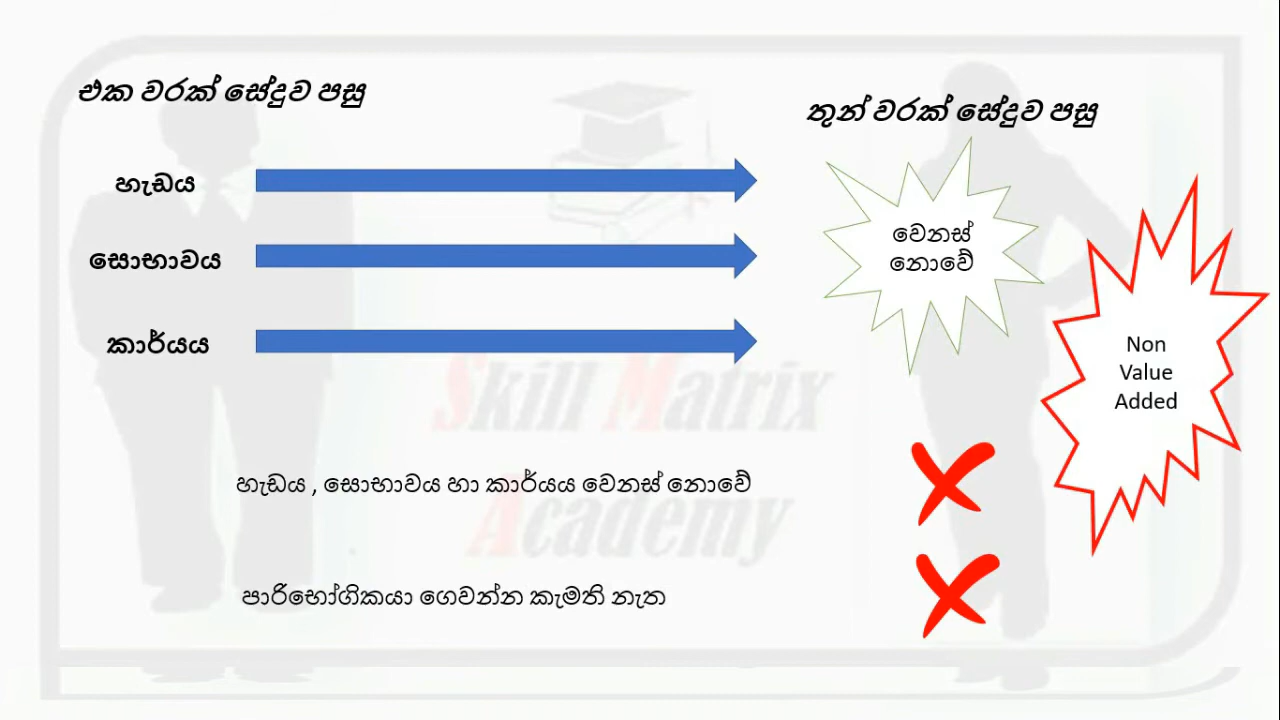 එක වරක් සේදුව පසු
තුන් වරක් සේදුව පසු
හැඩය
සොභාවය
කාර්යය
වෙනස්
නොවේ
Non
Value
Added
Skill Matrix
Academy
හැඩය , සොභාවය හා කාර්යය වෙනස් නොවේ
පාරිභෝගිකයා ගෙවන්න කැමති නැත